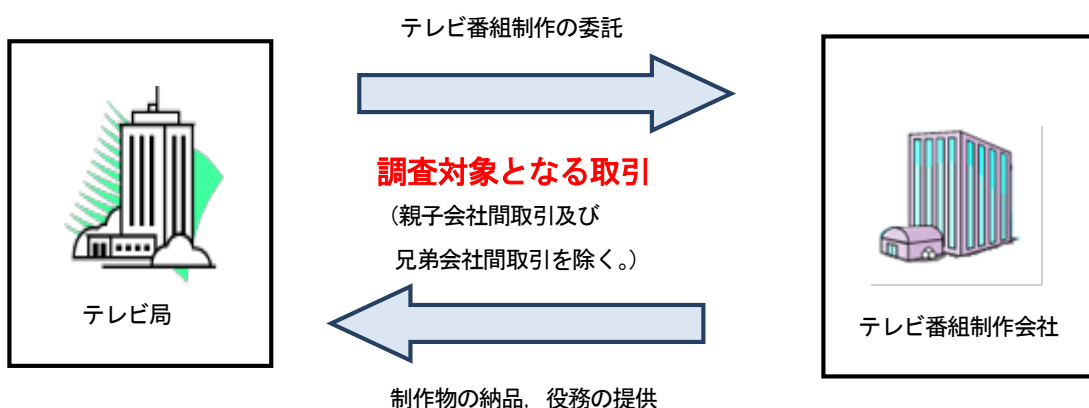 テレビ番組制作の委託
調査対象となる取引
（親子会社間取引及び
兄弟会社間取引を除く。）
テレビ局
テレビ番組制作会社
制作物の納品，役務の提供